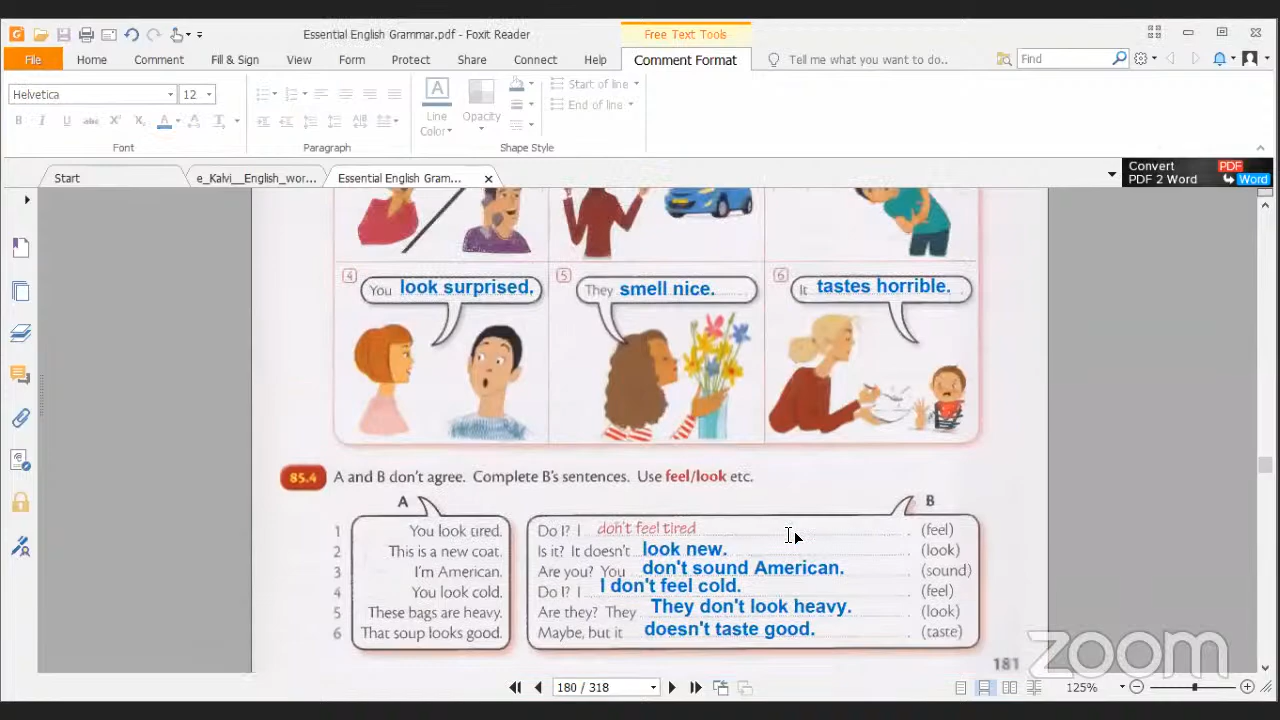 Essential English Grammar.pdf - Foxit Reader
Free Text Tools
File Home Comment Fill & Sign View Form Protect Share Connect Help Comment Format Tell me what you want to do.. Find
Helvetica 12
Line Color
Opacity
Start of line
End of line
Font Paragraph Shape Style
Start e_Kalvi__English_wor... Essential English Gram...
Convert PDF
PDF 2 Word Word
4 You look surprised.
5 They smell nice.
6 It tastes horrible.
85.4 A and B don't agree. Complete B's sentences. Use feel/look etc.
A B
1 You look tired. Do I? I don't feel tired . (feel)
2 This is a new coat. Is it? It doesn't look new. . (look)
3 I'm American. Are you? You don't sound American. . (sound)
4 You look cold. Do I? I I don't feel cold. . (feel)
5 These bags are heavy. Are they? They They don't look heavy. . (look)
6 That soup looks good. Maybe, but it doesn't taste good. . (taste)
181
zoom
180 / 318 125%